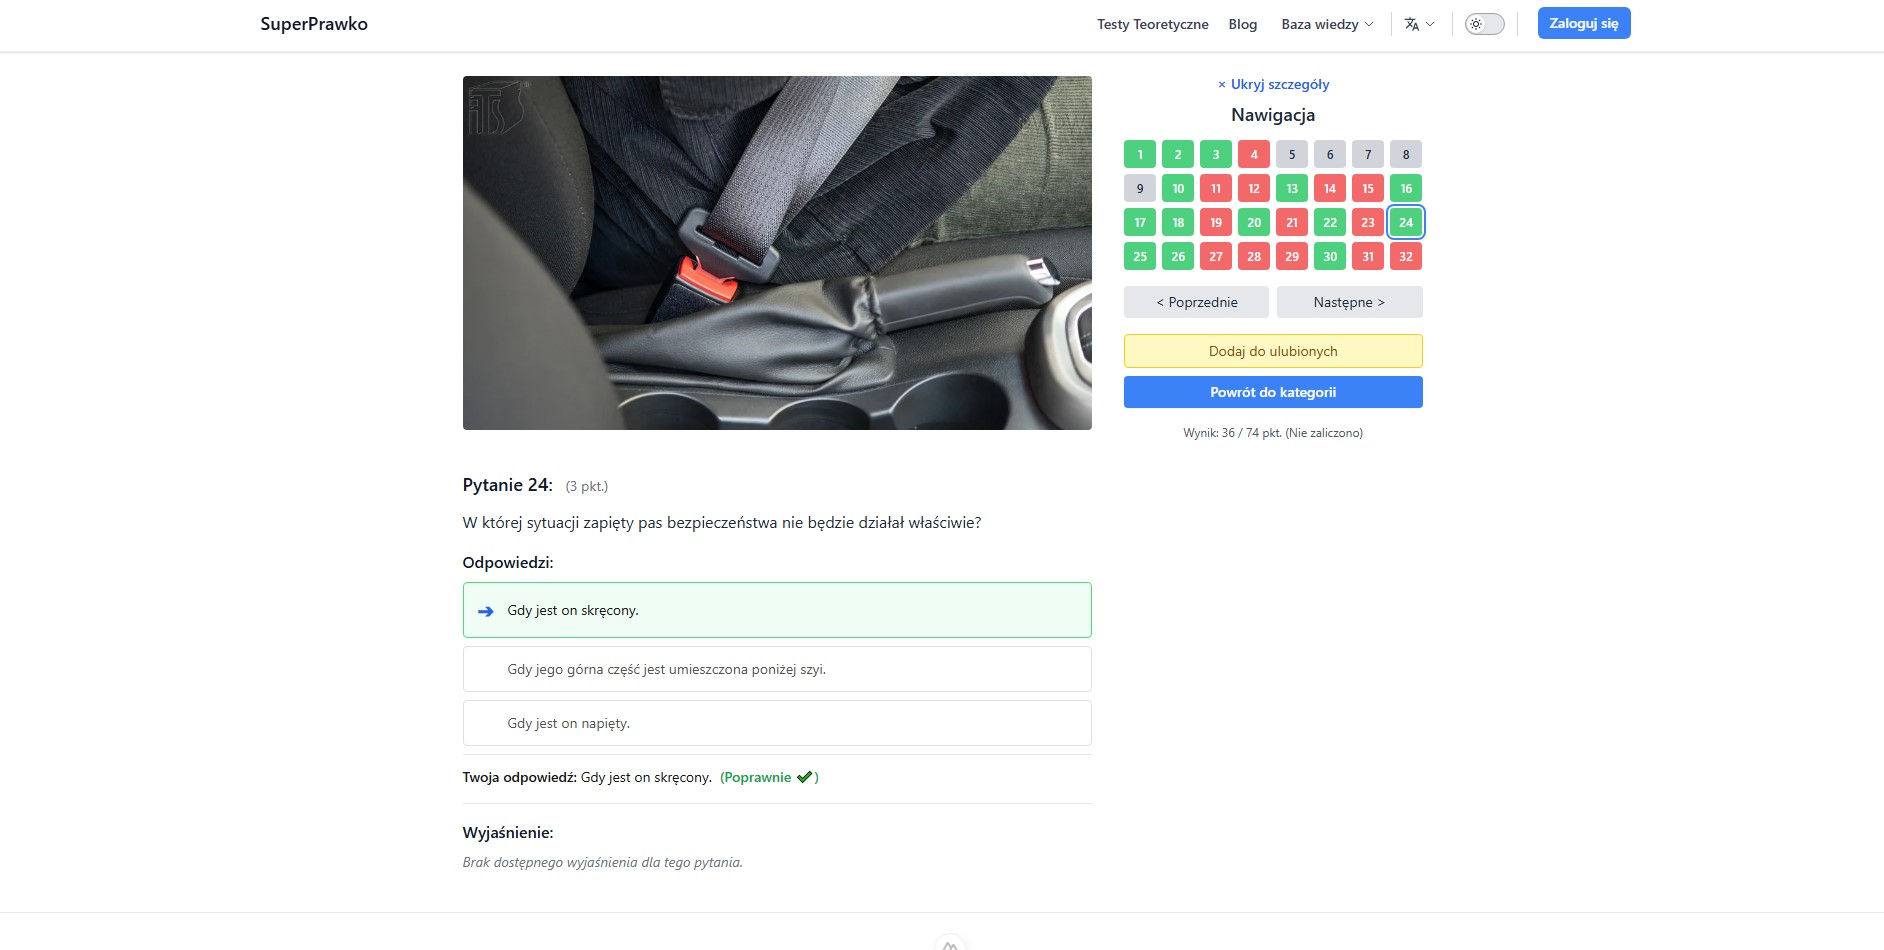 SuperPrawko
Testy Teoretyczne Blog Baza wiedzy Zaloguj się
ITS
× Ukryj szczegóły
Nawigacja
1 2 3 4 5 6 7 8
9 10 11 12 13 14 15 16
17 18 19 20 21 22 23 24
25 26 27 28 29 30 31 32
< Poprzednie Następne >
Dodaj do ulubionych
Powrót do kategorii
Wynik: 36 / 74 pkt. (Nie zaliczono)
Pytanie 24: (3 pkt.)
W której sytuacji zapięty pas bezpieczeństwa nie będzie działał właściwie?
Odpowiedzi:
➔ Gdy jest on skręcony.
Gdy jego górna część jest umieszczona poniżej szyi.
Gdy jest on napięty.
Twoja odpowiedź: Gdy jest on skręcony. (Poprawnie ✔)
Wyjaśnienie:
Brak dostępnego wyjaśnienia dla tego pytania.